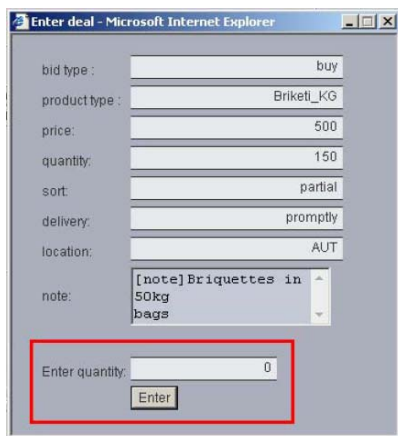 Enter deal - Microsoft Internet Explorer
bid type : buy
product type : Briketi_KG
price: 500
quantity: 150
sort: partial
delivery: promptly
location: AUT
note: [note]Briquettes in
50kg
bags
Enter quantity: 0
Enter